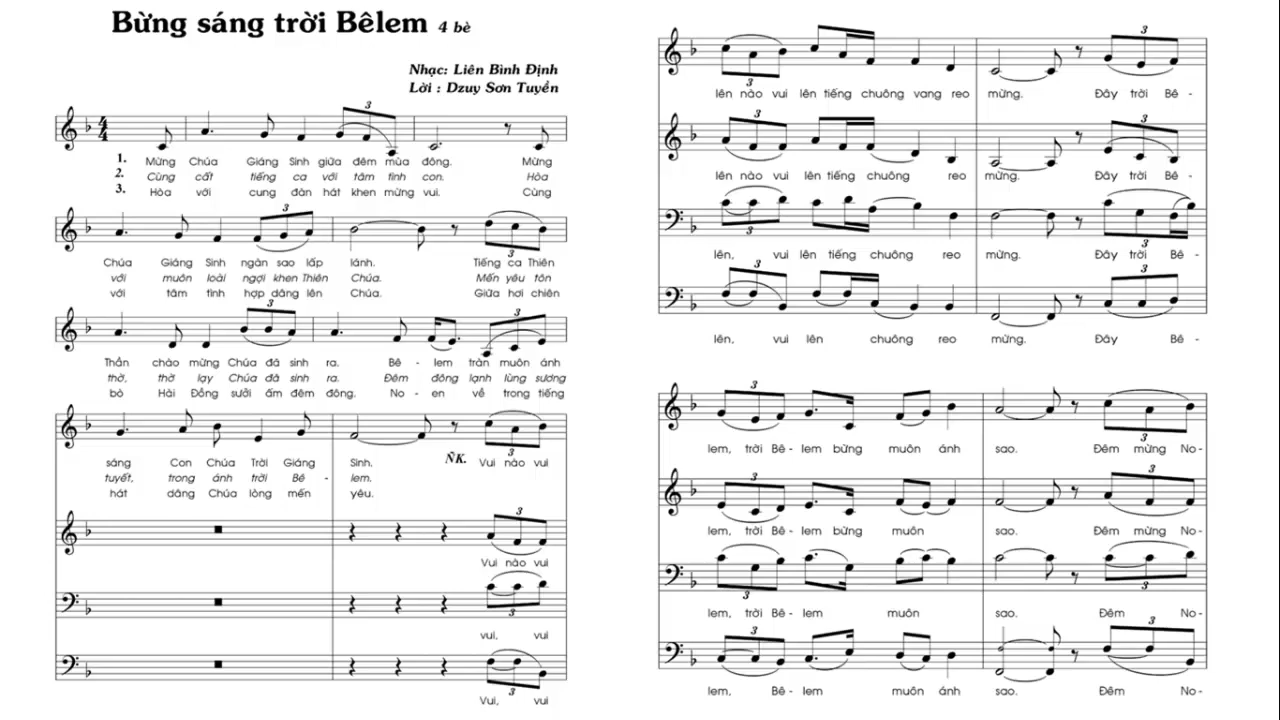 Bừng sáng trời Bêlem 4 bè
Nhạc: Liên Bình Định
Lời : Dzuy Sơn Tuyền
1. Mừng Chúa Giáng Sinh giữa đêm mùa đông. Mừng
2. Cùng cất tiếng ca với tâm tình con. Hòa
3. Hòa với cung đàn hát khen mừng vui. Cùng
Chúa Giáng Sinh ngàn sao lấp lánh. Tiếng ca Thiên
với muôn loài ngợi khen Thiên Chúa. Mến yêu tôn
với tâm tình hợp dâng lên Chúa. Giữa hơi chiên
Thần chào mừng Chúa đã sinh ra. Bê - lem tràn muôn ánh
thờ, thờ lạy Chúa đã sinh ra. Đêm đông lạnh lùng sương
bò Hài Đồng sưởi ấm đêm đông. No - en về trong tiếng
sáng Con Chúa Trời Giáng Sinh. ĐK. Vui nào vui
tuyết, trong ánh trời Bê - lem.
hát dâng Chúa lòng mến yêu.
Vui nào vui
vui, vui
Vui, vui
lên nào vui lên tiếng chuông vang reo mừng. Đây trời Bê -
lên nào vui lên tiếng chuông reo mừng. Đây trời Bê -
lên, vui lên tiếng chuông reo mừng. Đây trời Bê -
lên, vui lên chuông reo mừng. Đây Bê -
lem, trời Bê - lem bừng muôn ánh sao. Đêm mừng No -
lem, trời Bê - lem bừng muôn sao. Đêm mừng No -
lem, trời Bê - lem muôn sao. Đêm No -
lem, Bê - lem muôn ánh sao. Đêm No -